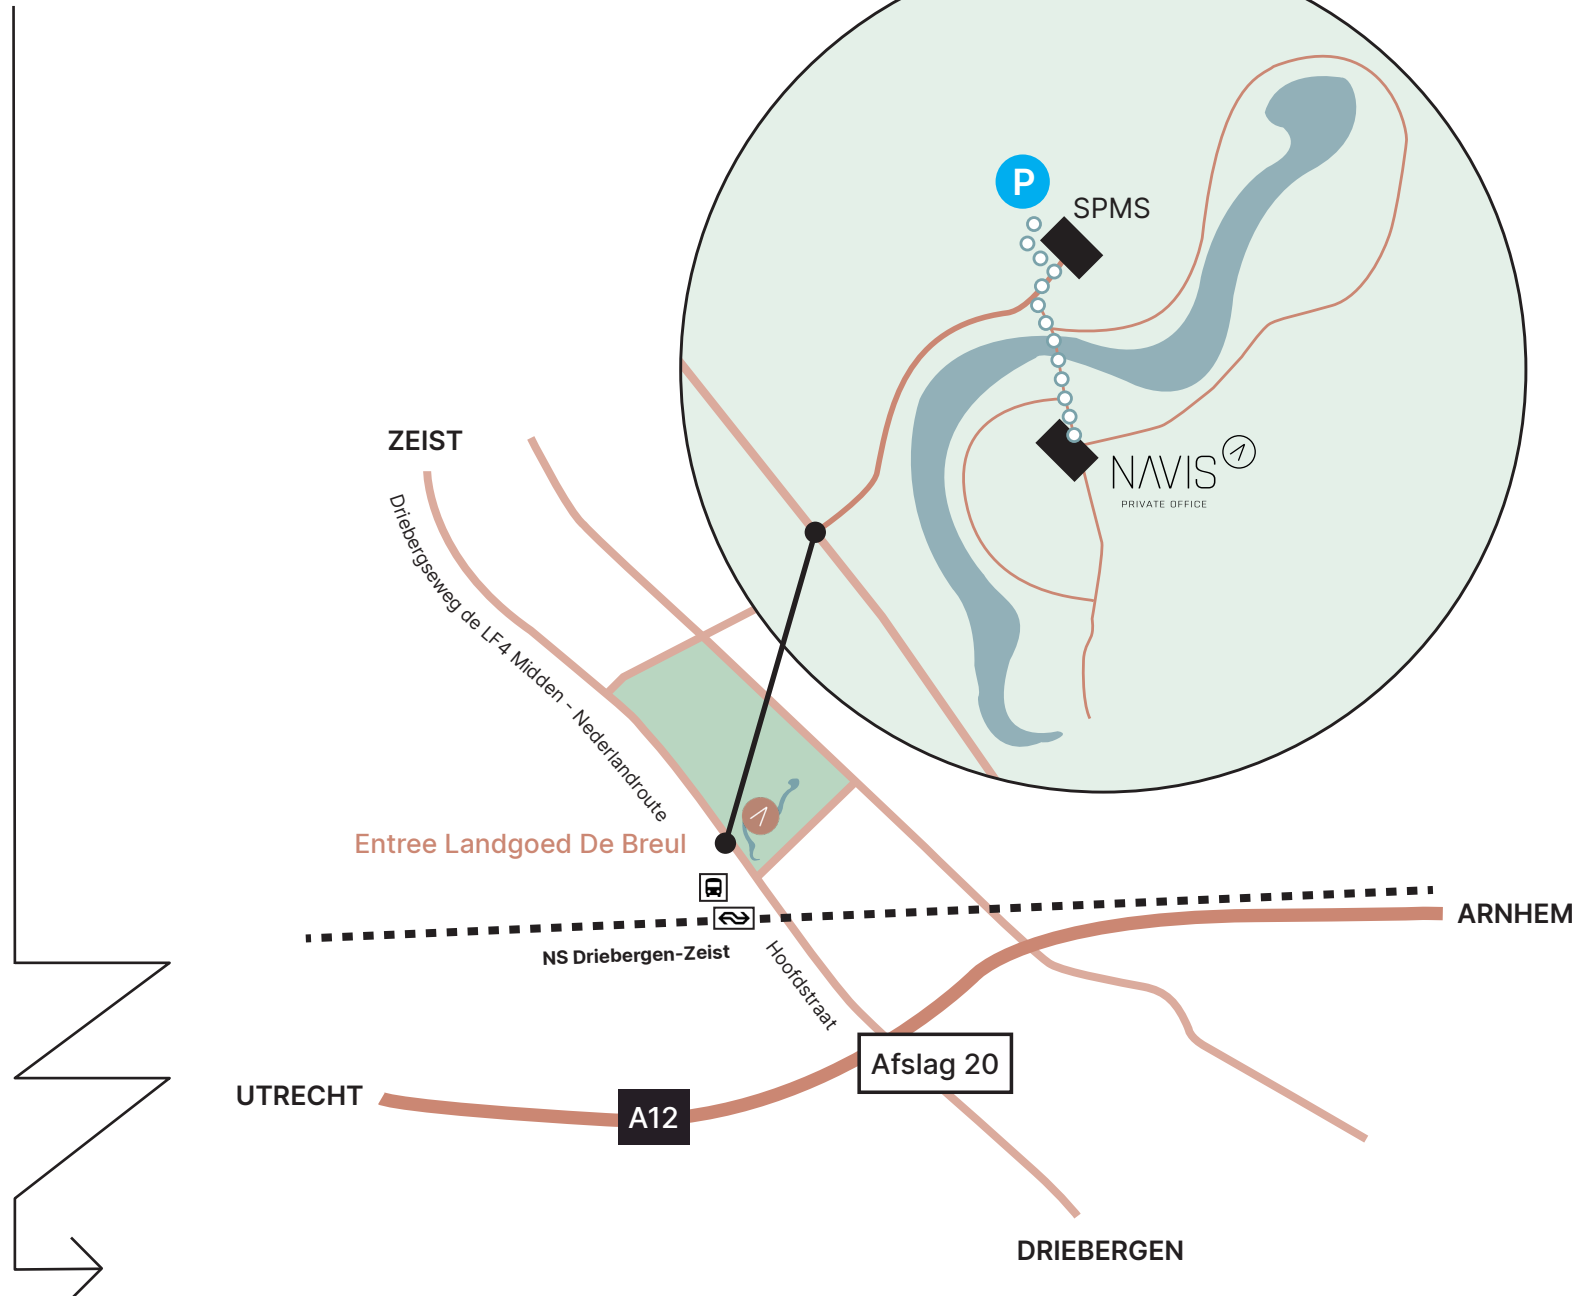 P
SPMS
NAVIS
PRIVATE OFFICE
ZEIST
Driebergseweg de LF4 Midden - Nederlandroute
Entree Landgoed De Breul
NS Driebergen-Zeist
Hoofdstraat
ARNHEM
Afslag 20
UTRECHT
A12
DRIEBERGEN